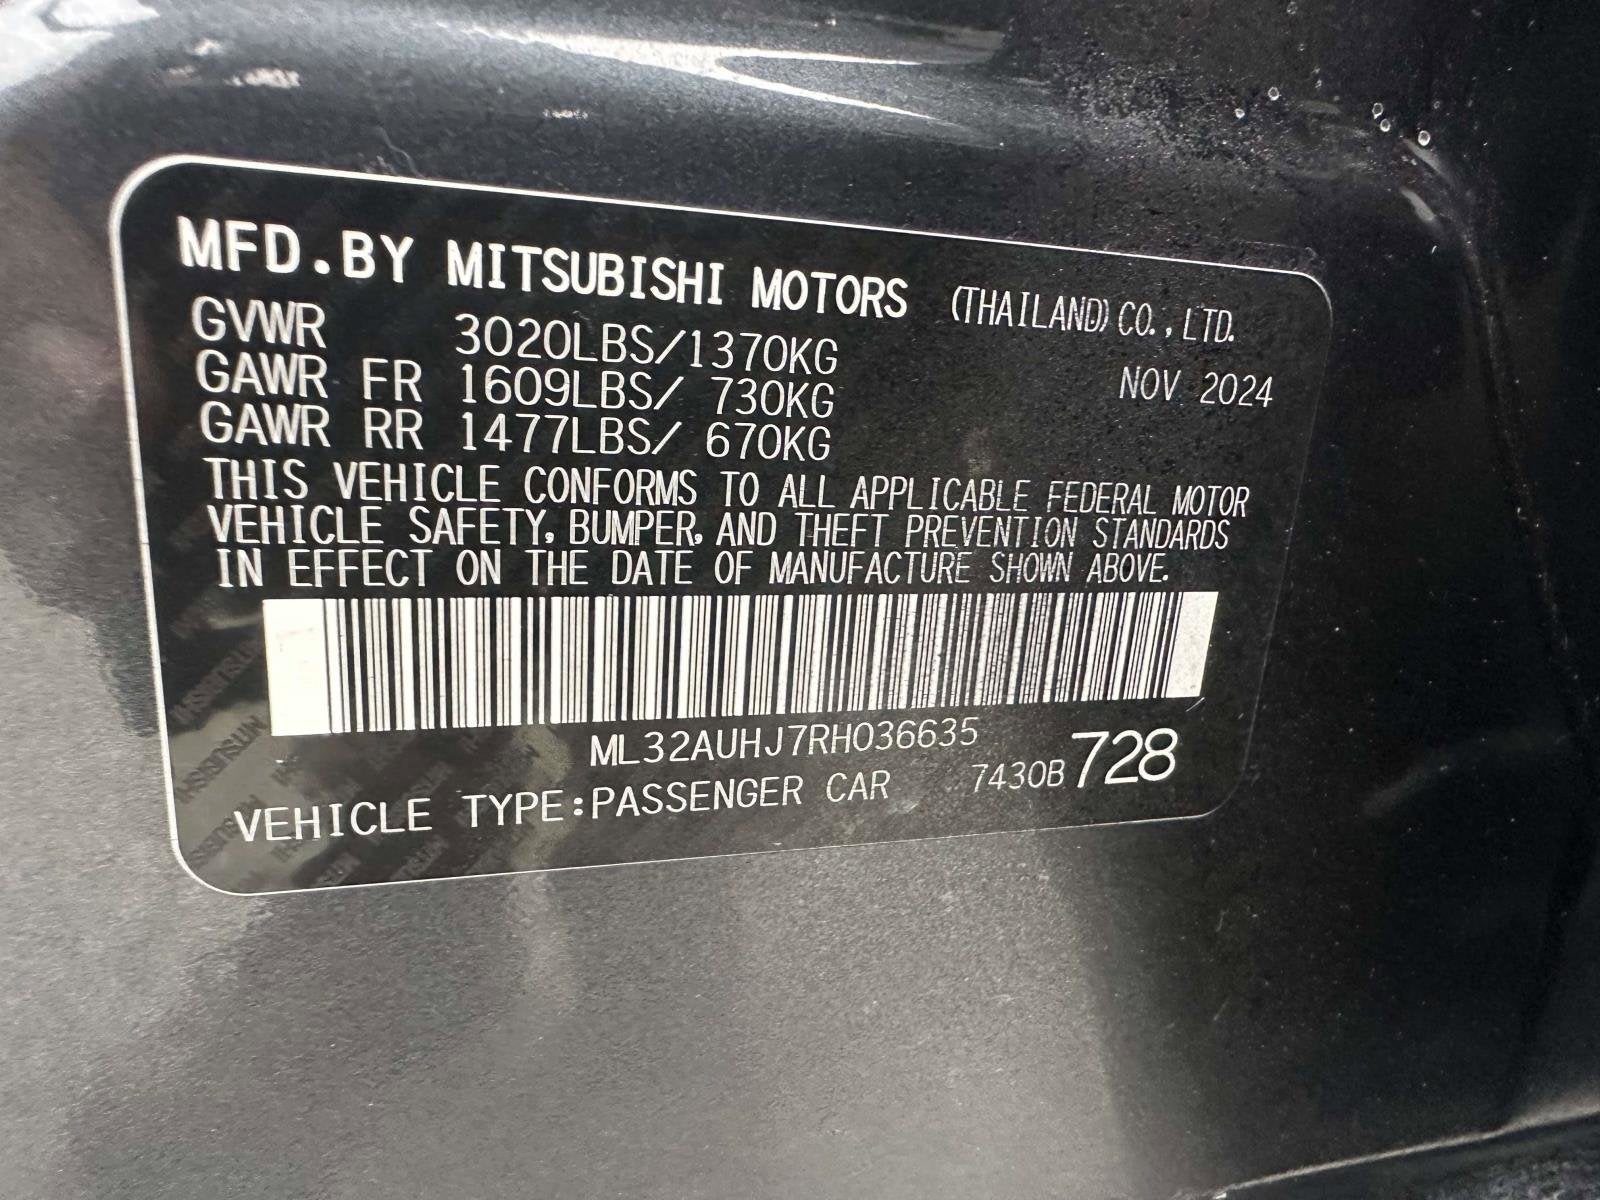 MFD.BY MITSUBISHI MOTORS (THAILAND) CO.,LTD.
GVWR 3020LBS/1370KG
GAWR FR 1609LBS/ 730KG NOV 2024
GAWR RR 1477LBS/ 670KG
THIS VEHICLE CONFORMS TO ALL APPLICABLE FEDERAL MOTOR
VEHICLE SAFETY, BUMPER, AND THEFT PREVENTION STANDARDS
IN EFFECT ON THE DATE OF MANUFACTURE SHOWN ABOVE.
ML32AUHJ7RH036635
VEHICLE TYPE:PASSENGER CAR 7430B 728